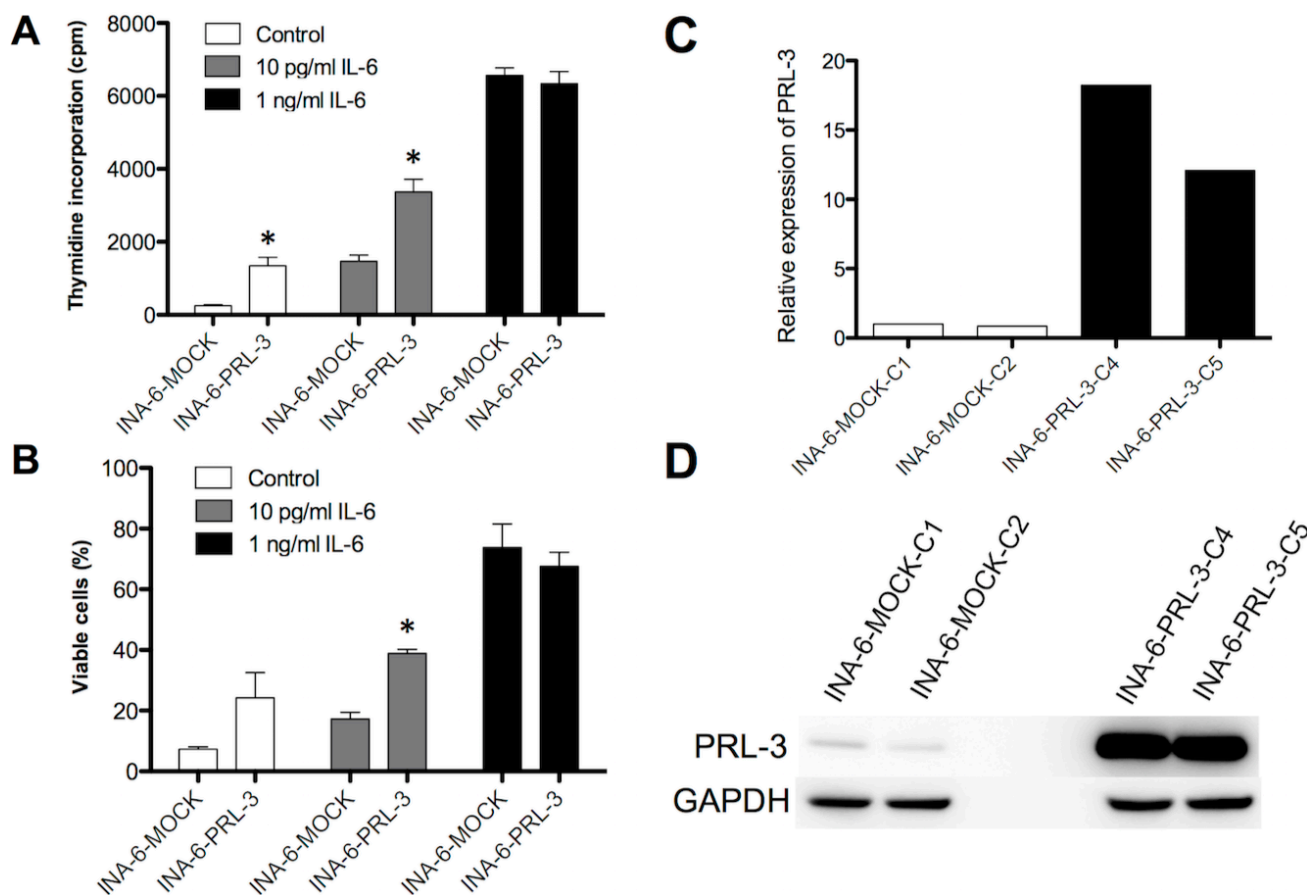 A
Thymidine incorporation (cpm)
8000
6000
4000
2000
0
Control
10 pg/ml IL-6
1 ng/ml IL-6
*
*
INA-6-MOCK
INA-6-PRL-3
INA-6-MOCK
INA-6-PRL-3
INA-6-MOCK
INA-6-PRL-3
B
Viable cells (%)
100
80
60
40
20
0
Control
10 pg/ml IL-6
1 ng/ml IL-6
*
INA-6-MOCK
INA-6-PRL-3
INA-6-MOCK
INA-6-PRL-3
INA-6-MOCK
INA-6-PRL-3
C
Relative expression of PRL-3
20
15
10
5
0
INA-6-MOCK-C1
INA-6-MOCK-C2
INA-6-PRL-3-C4
INA-6-PRL-3-C5
D
INA-6-MOCK-C1
INA-6-MOCK-C2
INA-6-PRL-3-C4
INA-6-PRL-3-C5
PRL-3
GAPDH